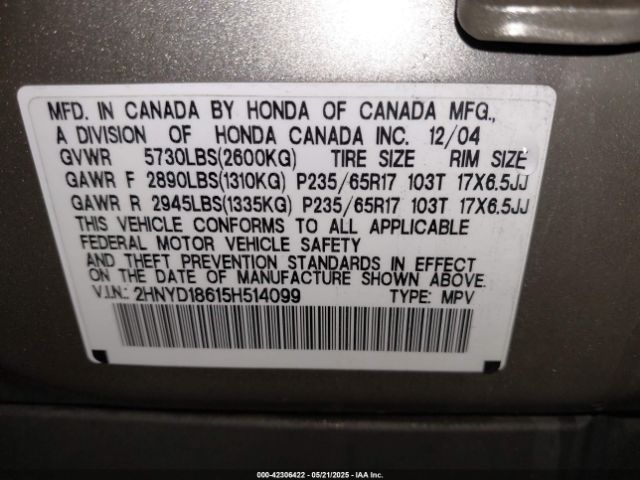 MFD. IN CANADA BY HONDA OF CANADA MFG.,
A DIVISION OF HONDA CANADA INC. 12/04
GVWR 5730LBS(2600KG) TIRE SIZE RIM SIZE
GAWR F 2890LBS(1310KG) P235/65R17 103T 17X6.5JJ
GAWR R 2945LBS(1335KG) P235/65R17 103T 17X6.5JJ
THIS VEHICLE CONFORMS TO ALL APPLICABLE
FEDERAL MOTOR VEHICLE SAFETY
AND THEFT PREVENTION STANDARDS IN EFFECT
ON THE DATE OF MANUFACTURE SHOWN ABOVE.
V.I.N.: 2HNYD18615H514099 TYPE: MPV
000-42306422 - 05/21/2025 - IAA Inc.